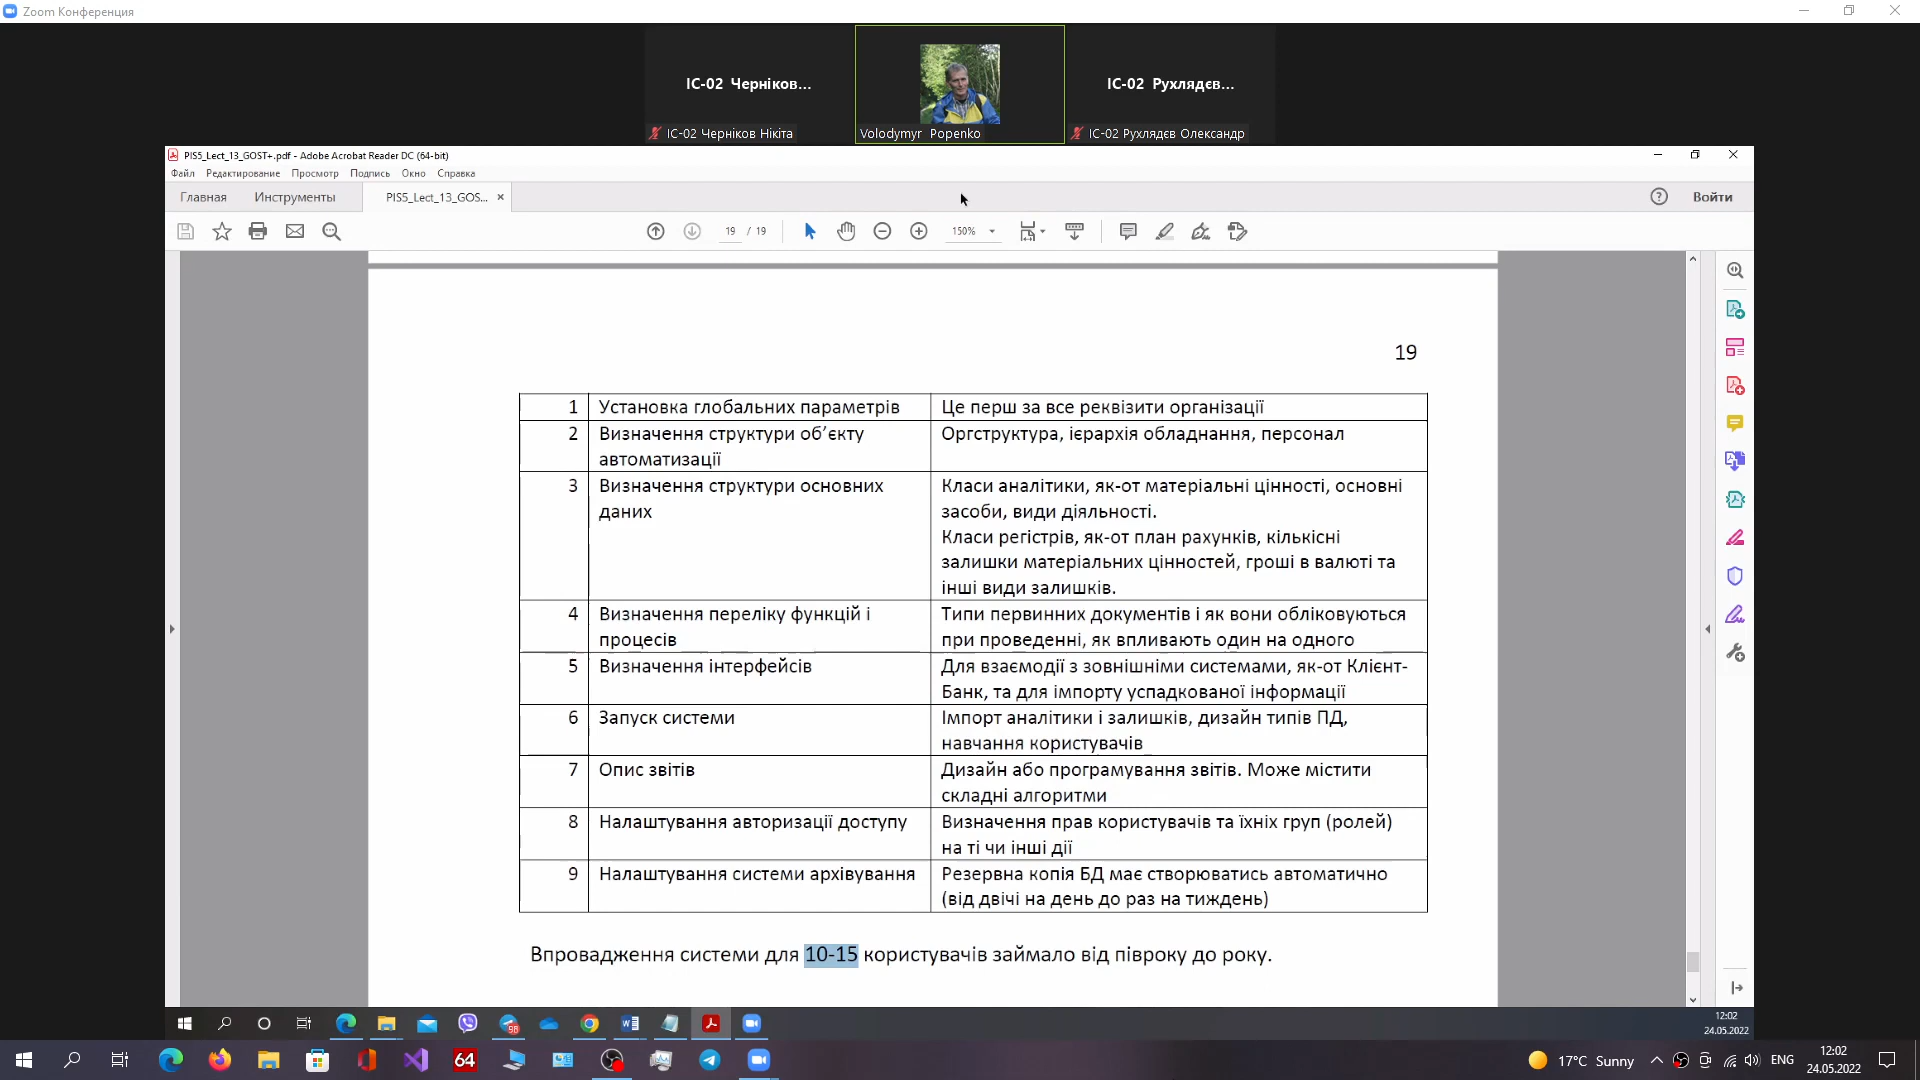 Zoom Конференция
IC-02 Черніков...
IC-02 Рухлядєв...
IC-02 Черніков Нікіта
Volodymyr Popenko
IC-02 Рухлядєв Олександр
PIS5_Lect_13_GOST+.pdf - Adobe Acrobat Reader DC (64-bit)
Файл Редактирование Просмотр Подпись Окно Справка
Главная Инструменты PIS5_Lect_13_GOS... Войти
19 / 19 150%
19
1 Установка глобальних параметрів Це перш за все реквізити організації
2 Визначення структури об’єкту Оргструктура, ієрархія обладнання, персонал
автоматизації
3 Визначення структури основних Класи аналітики, як-от матеріальні цінності, основні
даних засоби, види діяльності.
Класи регістрів, як-от план рахунків, кількісні
залишки матеріальних цінностей, гроші в валюті та
інші види залишків.
4 Визначення переліку функцій і Типи первинних документів і як вони обліковуються
процесів при проведенні, як впливають один на одного
5 Визначення інтерфейсів Для взаємодії з зовнішніми системами, як-от Клієнт-
Банк, та для імпорту успадкованої інформації
6 Запуск системи Імпорт аналітики і залишків, дизайн типів ПД,
навчання користувачів
7 Опис звітів Дизайн або програмування звітів. Може містити
складні алгоритми
8 Налаштування авторизації доступу Визначення прав користувачів та їхніх груп (ролей)
на ті чи інші дії
9 Налаштування системи архівування Резервна копія БД має створюватись автоматично
(від двічі на день до раз на тиждень)
Впровадження системи для 10-15 користувачів займало від півроку до року.
98
12:02
24.05.2022
64
17°C Sunny
ENG
12:02
24.05.2022